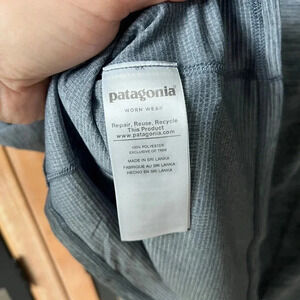 patagonia®
WORN WEAR™
Repair, Reuse, Recycle
This Product
www.patagonia.com
100% POLYESTER
EXCLUSIVE OF TRIM
MADE IN SRI LANKA
FABRIQUÉ AU SRI LANKA
HECHO EN SRI LANKA